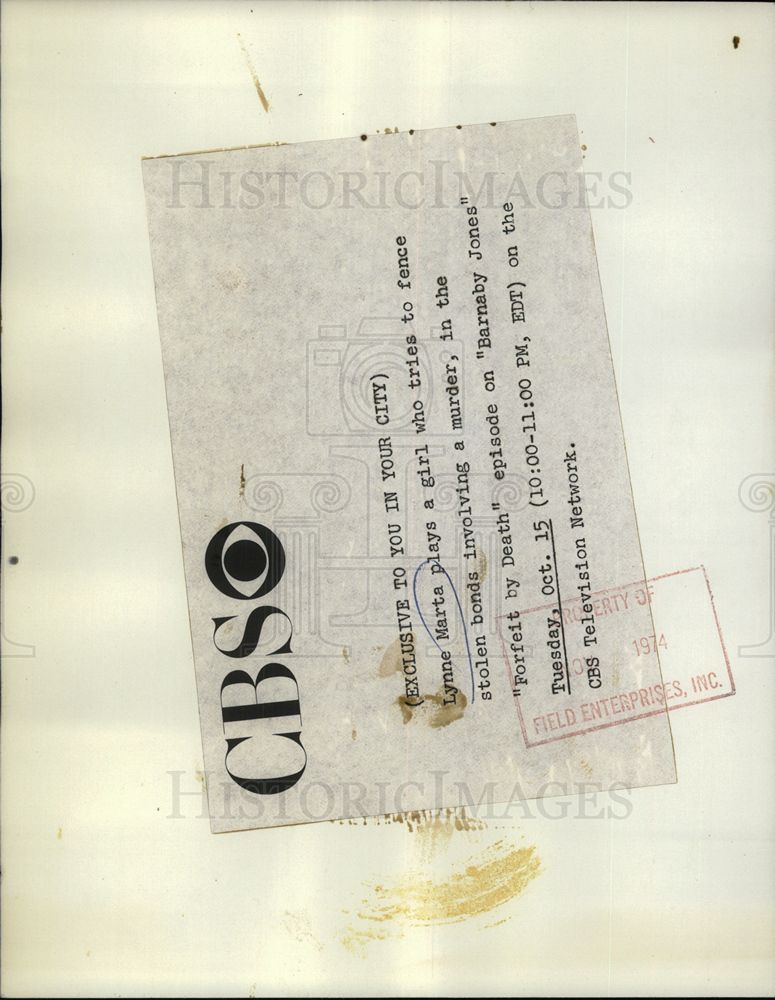 CBS
(EXCLUSIVE TO YOU IN YOUR CITY)
Lynne Marta plays a girl who tries to fence
stolen bonds involving a murder, in the
"Forfeit by Death" episode on "Barnaby Jones"
Tuesday, Oct. 15 (10:00-11:00 PM, EDT) on the
CBS Television Network.
PROPERTY OF
1974
FIELD ENTERPRISES, INC.
HISTORICIMAGES
HISTORICIMAGES